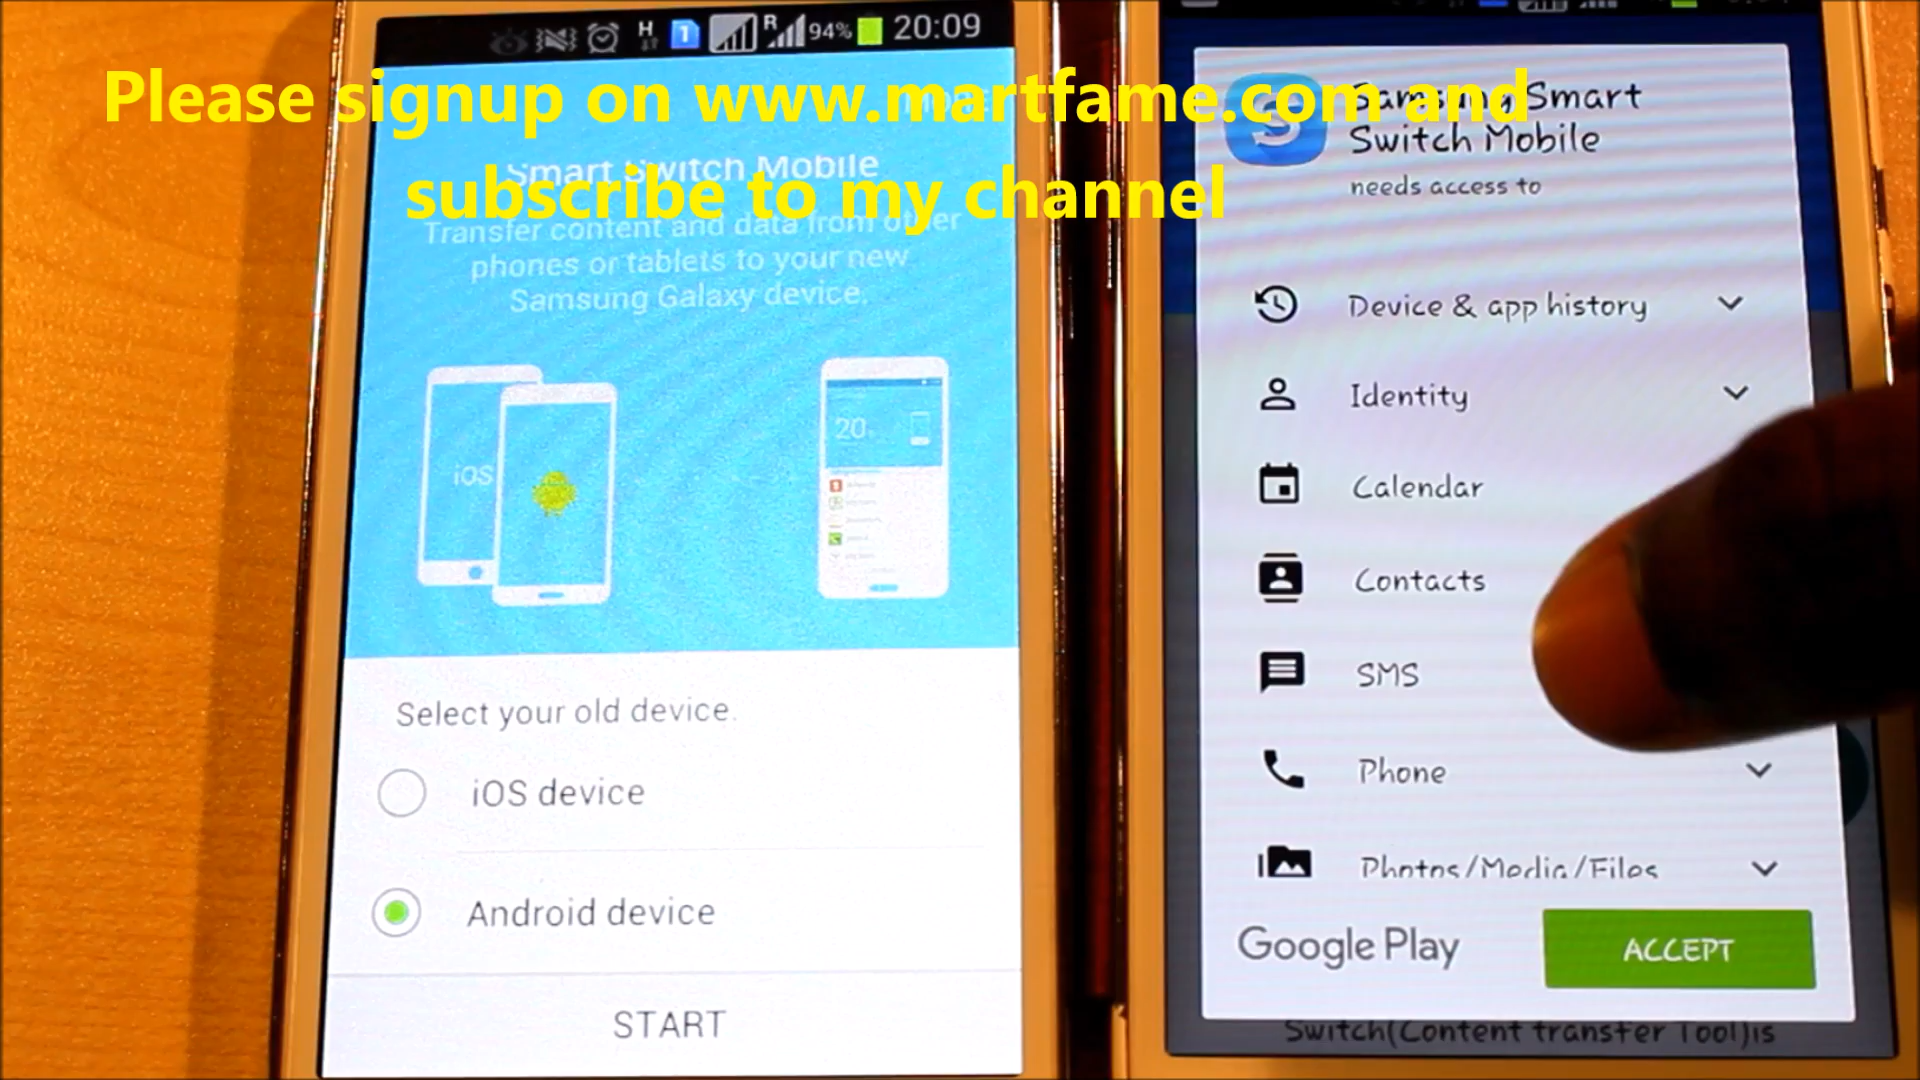 Please signup on www.martfame.com and
subscribe to my channel
H
1
R
94%
20:09
Smart Switch Mobile
Transfer content and data from other
phones or tablets to your new
Samsung Galaxy device.
iOS
20
Select your old device.
iOS device
Android device
START
Samsung Smart
Switch Mobile
needs access to
Device & app history
Identity
Calendar
Contacts
SMS
Phone
Photos/Media/Files
Google Play
ACCEPT
Switch(Content transfer Tool)is